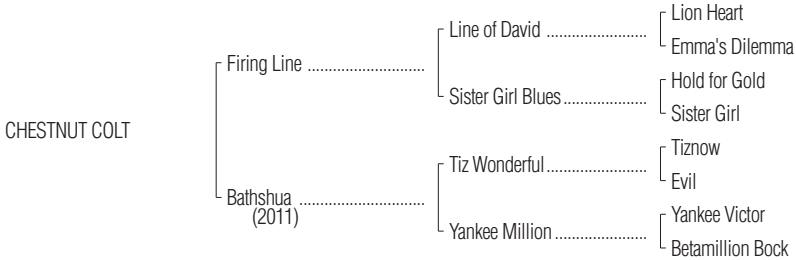 Lion Heart
Line of David ........................
Emma's Dilemma
Firing Line ............................
Hold for Gold
Sister Girl Blues....................
Sister Girl
CHESTNUT COLT
Tiznow
Tiz Wonderful........................
Evil
Bathshua ..............................
(2011)
Yankee Victor
Yankee Million ......................
Betamillion Bock